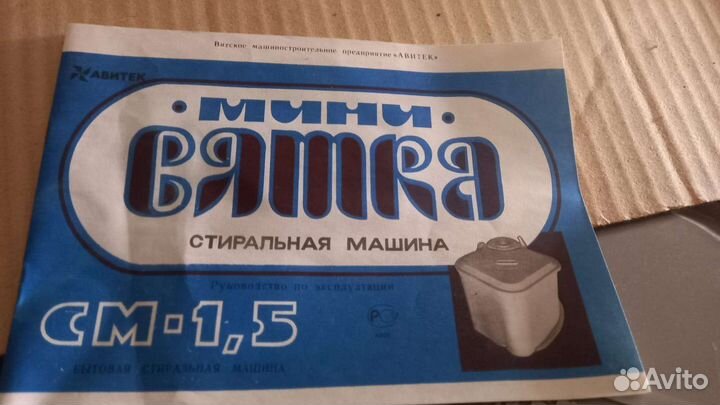 Вятское машиностроительное предприятие «АВИТЕК»
АВИТЕК
• мини •
вятка
СТИРАЛЬНАЯ МАШИНА
Руководство по эксплуатации
СМ-1,5
БЫТОВАЯ СТИРАЛЬНАЯ МАШИНА
Avito